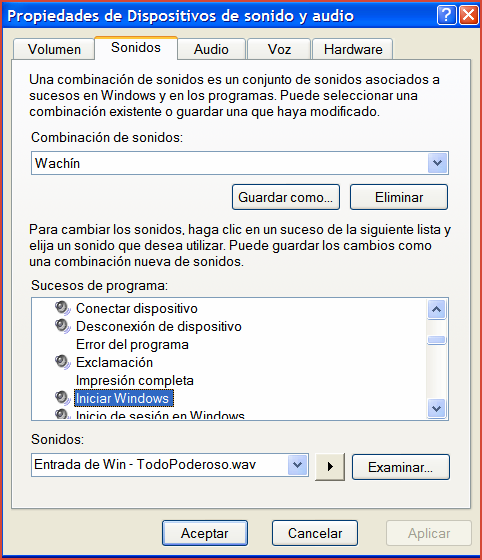 Propiedades de Dispositivos de sonido y audio
Volumen
Sonidos
Audio
Voz
Hardware
Una combinación de sonidos es un conjunto de sonidos asociados a
sucesos en Windows y en los programas. Puede seleccionar una
combinación existente o guardar una que haya modificado.
Combinación de sonidos:
Wachín
Guardar como...
Eliminar
Para cambiar los sonidos, haga clic en un suceso de la siguiente lista y
elija un sonido que desea utilizar. Puede guardar los cambios como
una combinación nueva de sonidos.
Sucesos de programa:
Conectar dispositivo
Desconexión de dispositivo
Error del programa
Exclamación
Impresión completa
Iniciar Windows
Inicio de sesión en Windows
Sonidos:
Entrada de Win - TodoPoderoso.wav
Examinar...
Aceptar
Cancelar
Aplicar